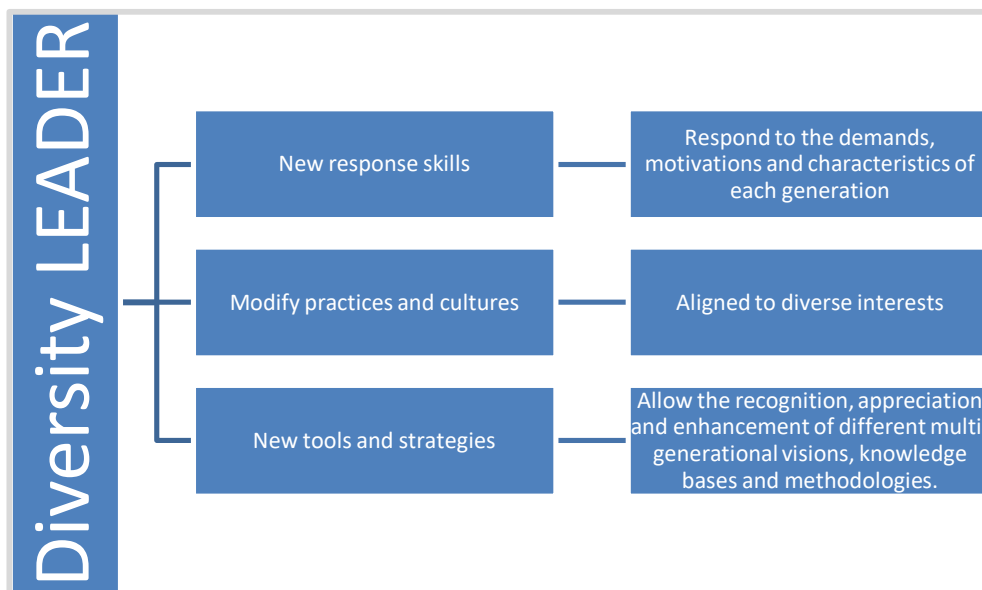 Diversity LEADER
New response skills
Respond to the demands,
motivations and characteristics of
each generation
Modify practices and cultures
Aligned to diverse interests
New tools and strategies
Allow the recognition, appreciation
and enhancement of different multi
generational visions, knowledge
bases and methodologies.